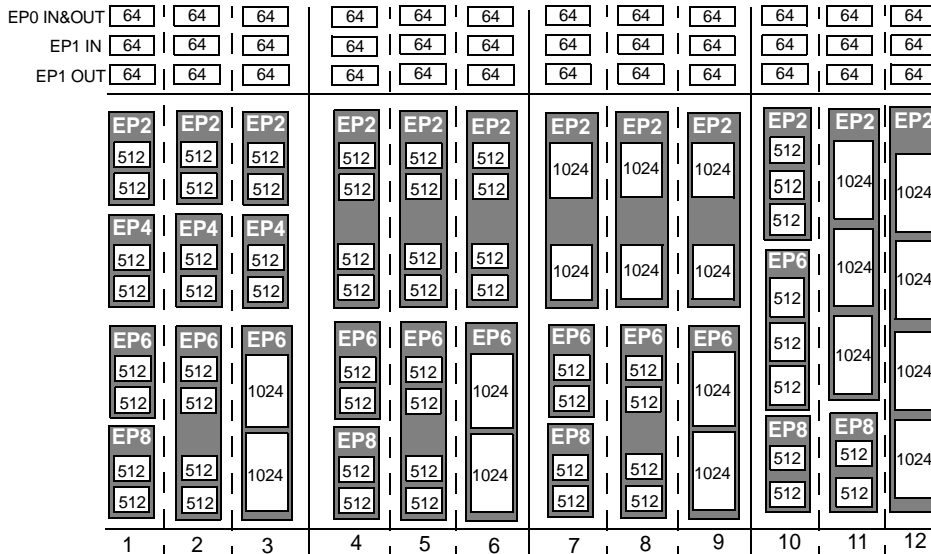 EP0 IN&OUT 64 64 64 64 64 64 64 64 64 64 64 64
EP1 IN 64 64 64 64 64 64 64 64 64 64 64 64
EP1 OUT 64 64 64 64 64 64 64 64 64 64 64 64
EP2 EP2 EP2 EP2 EP2 EP2 EP2 EP2 EP2 EP2 EP2 EP2
512 512 512 512 512 512 1024 1024 1024 512 1024 1024
512 512 512 512 512 512 512
512
EP4 EP4 EP4
EP6
512 512 512 512 512 512 1024 1024 1024 1024 1024
512 512 512 512 512 512 512
EP6 EP6 EP6 EP6 EP6 EP6 EP6 EP6 EP6 512
512 512 512 512 512 512 1024 1024
512 512 1024 512 512 1024 512 512 1024 512
EP8 EP8 EP8 EP8 EP8
512 512 1024 512 512 1024 512 512 1024 512 512 1024
512 512 512 512 512 512 512 512
1 2 3 4 5 6 7 8 9 10 11 12